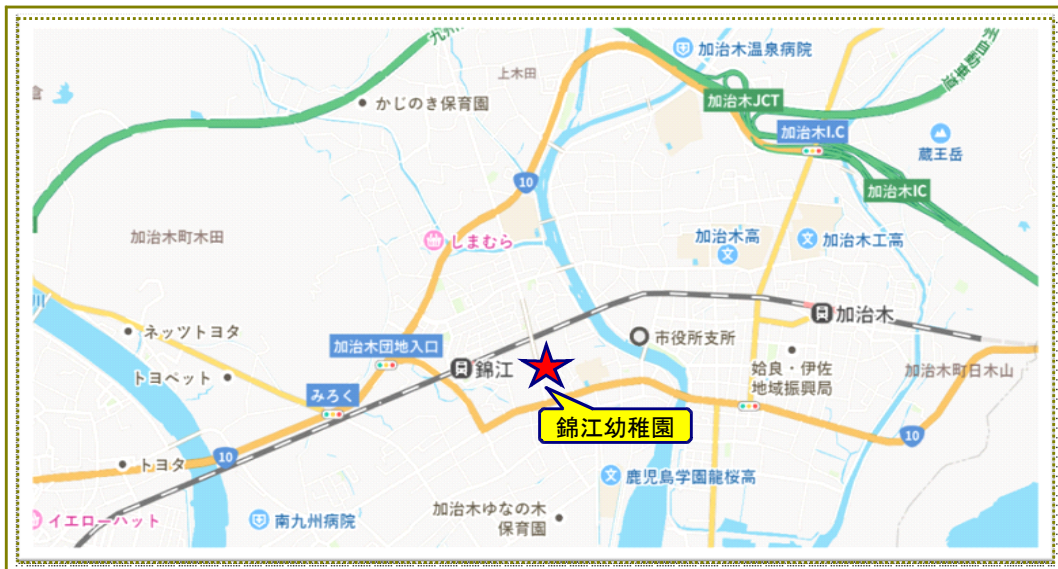 九州
加治木温泉病院
上木田
かじのき保育園
加治木JCT
加治木I.C
蔵王岳
加治木IC
10
加治木町木田
しまむら
加治木高
加治木工高
川
加治木
ネッツトヨタ
市役所支所
加治木団地入口
錦江
姶良・伊佐
地域振興局
加治木町日木山
トヨペット
みろく
錦江幼稚園
10
トヨタ
10
鹿児島学園龍桜高
加治木ゆなの木
保育園
イエローハット
南九州病院